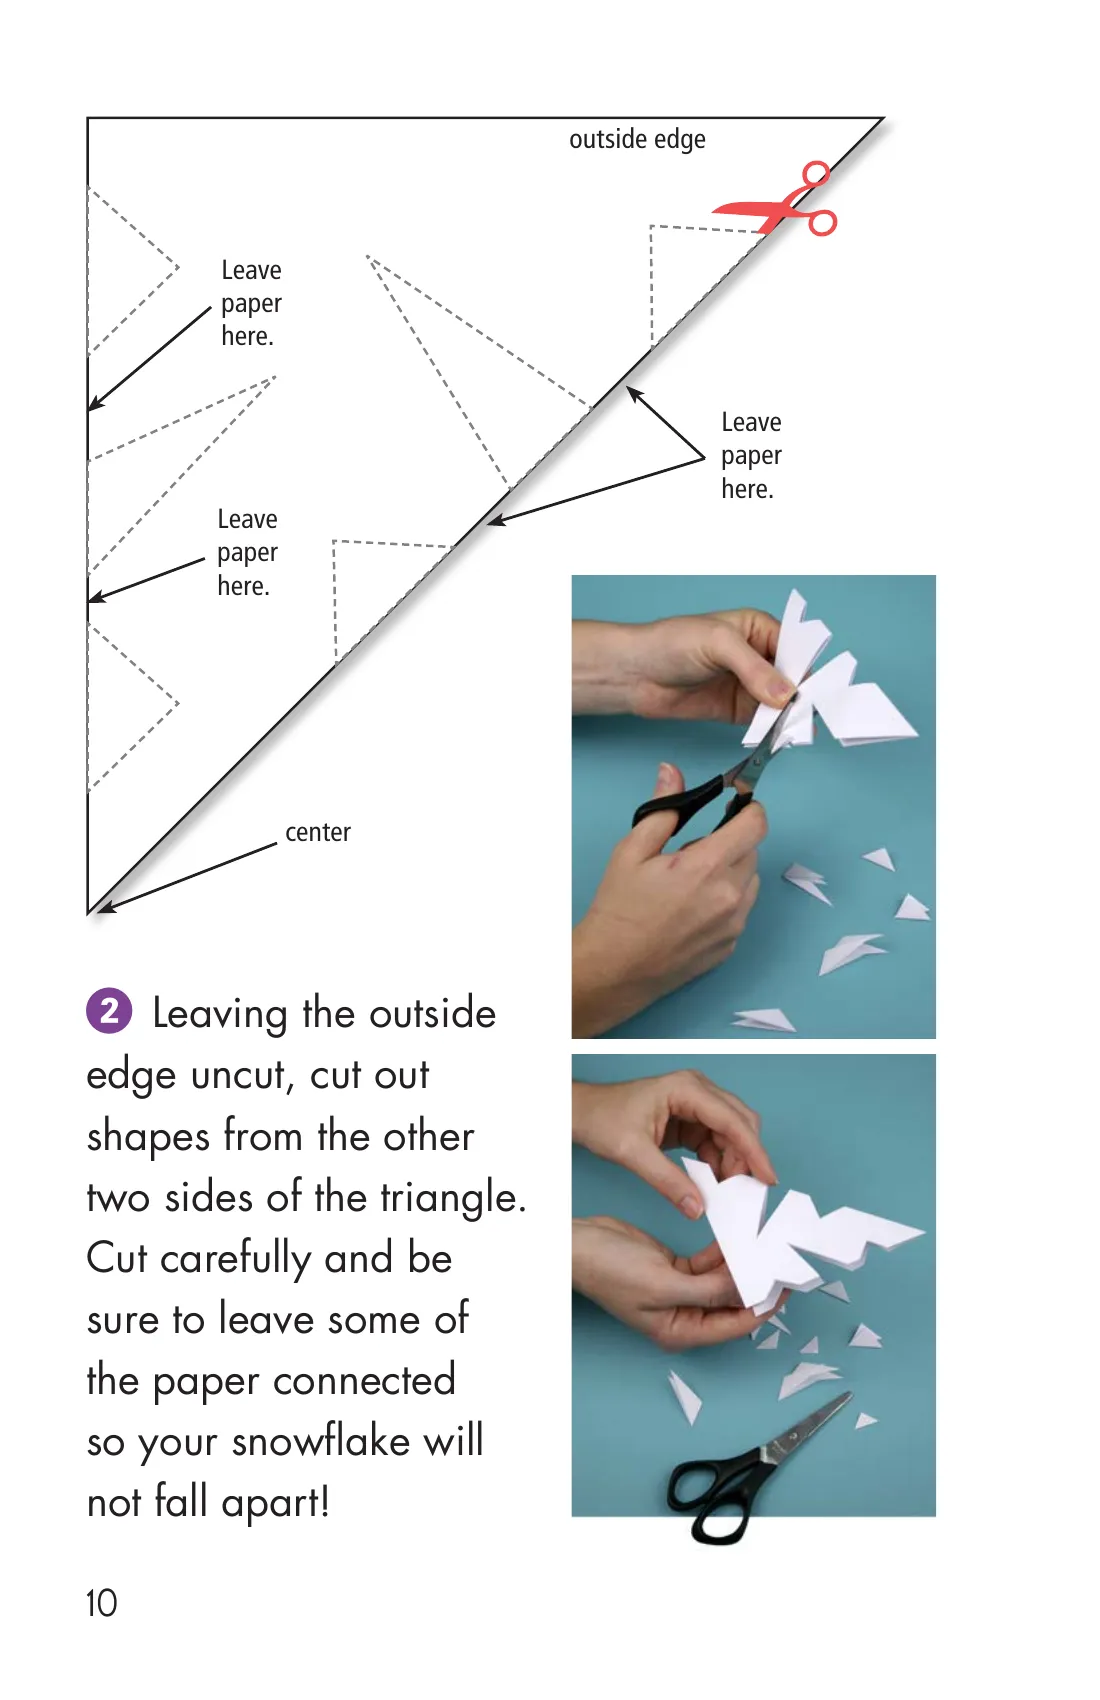 outside edge
Leave
paper
here.
Leave
paper
here.
Leave
paper
here.
center
2 Leaving the outside
edge uncut, cut out
shapes from the other
two sides of the triangle.
Cut carefully and be
sure to leave some of
the paper connected
so your snowflake will
not fall apart!
10